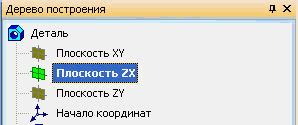 Дерево построения
Деталь
Плоскость XY
Плоскость ZX
Плоскость ZY
Начало координат